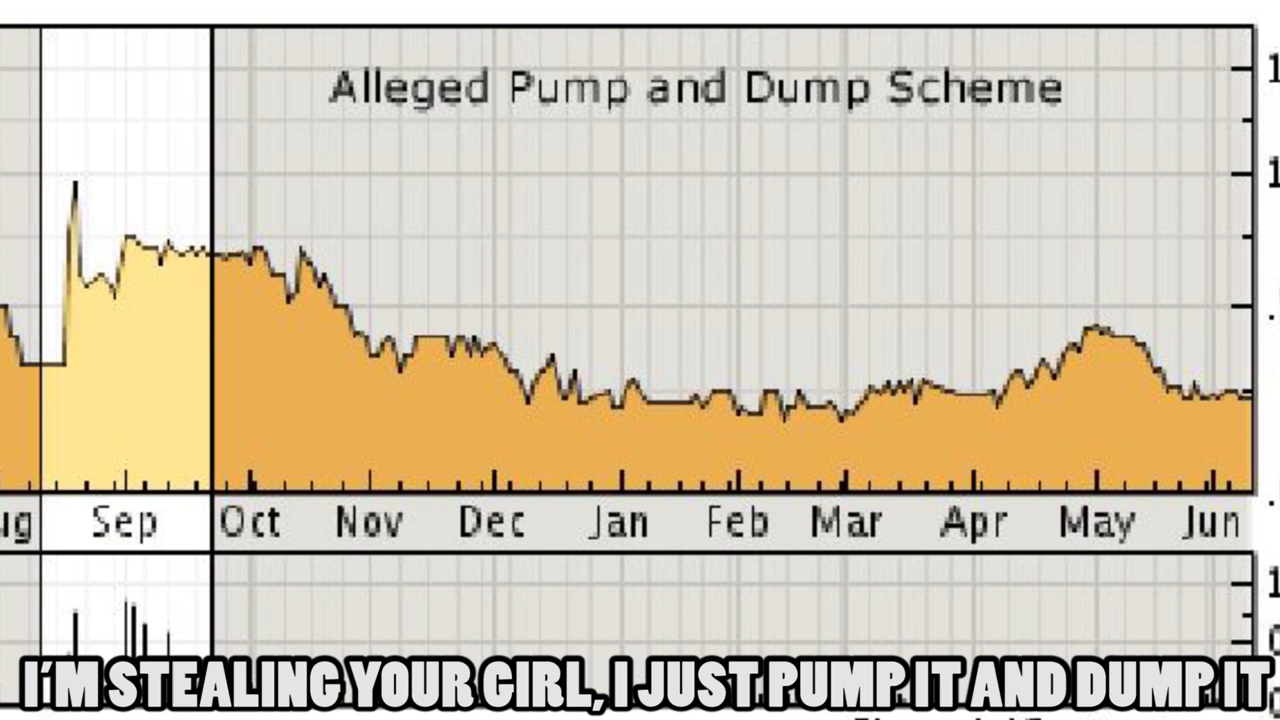 Alleged Pump and Dump Scheme
ug Sep Oct Nov Dec Jan Feb Mar Apr May Jun
I'M STEALING YOUR GIRL, I JUST PUMP IT AND DUMP IT